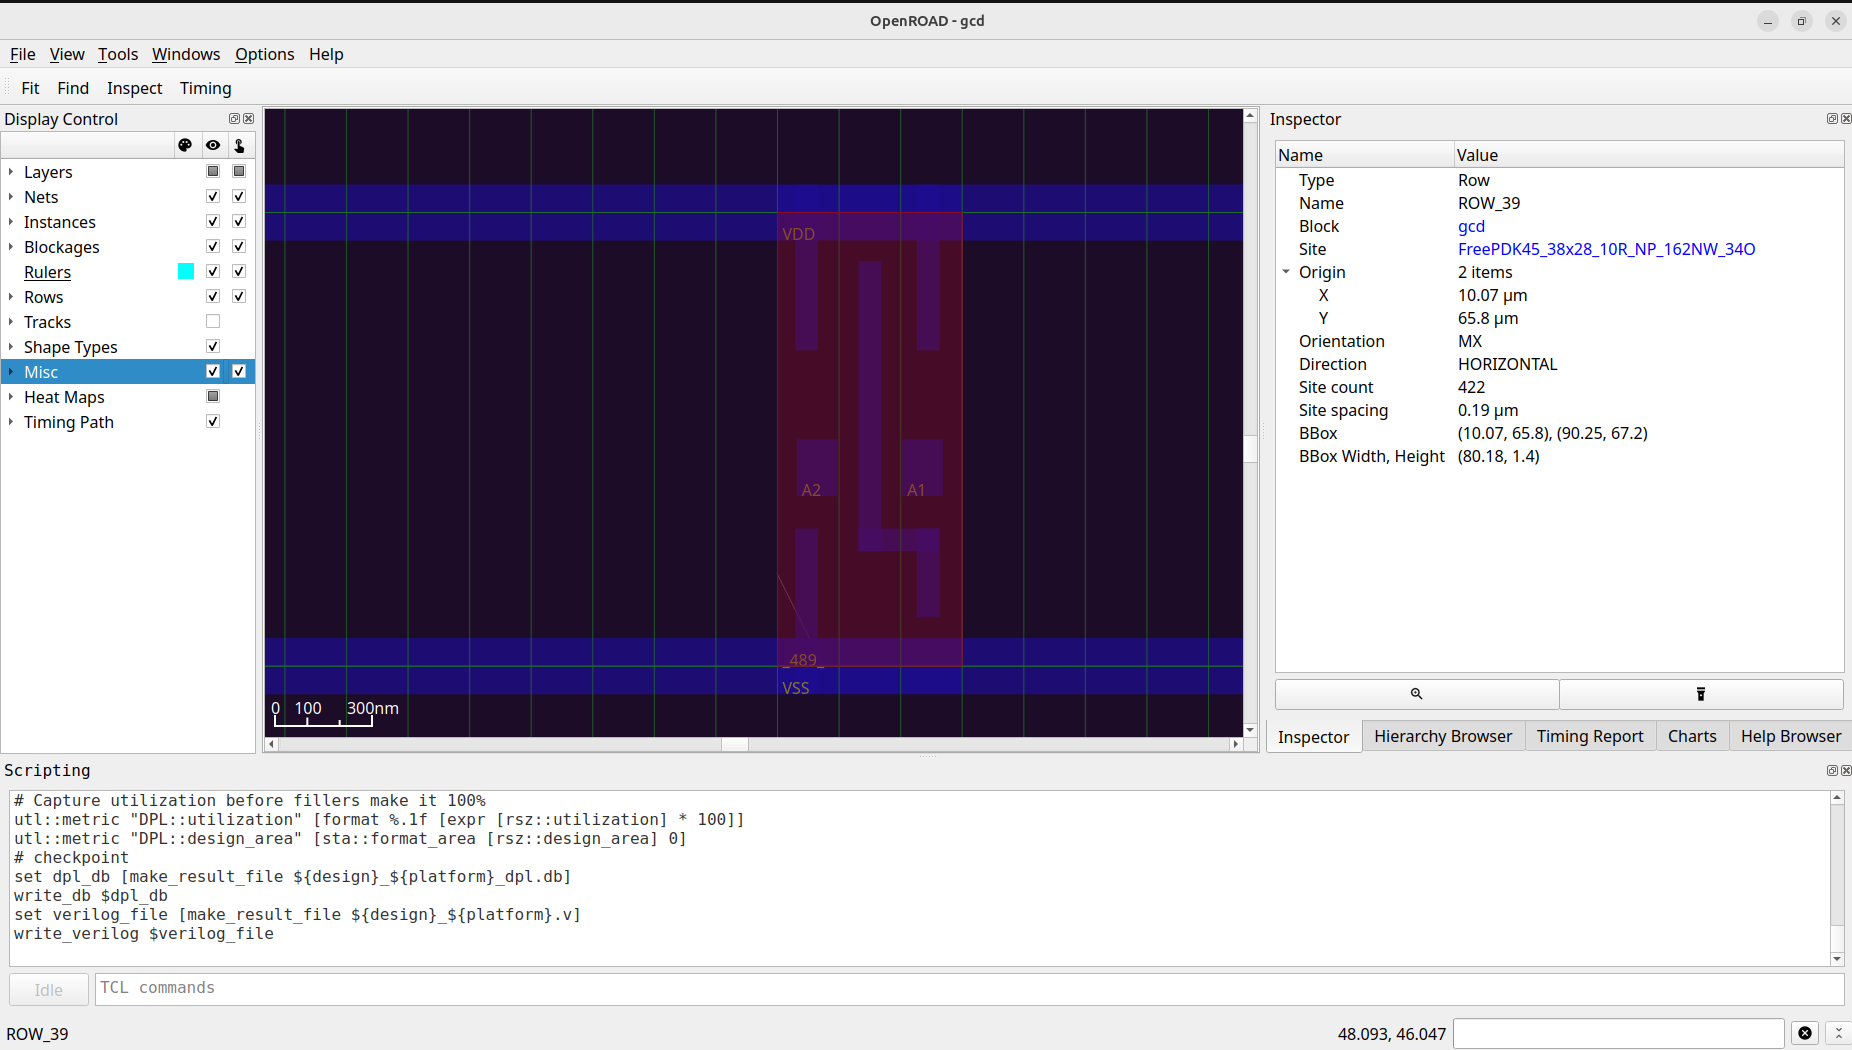 OpenROAD - gcd
File View Tools Windows Options Help
Fit Find Inspect Timing
Display Control
Layers
Nets
Instances
Blockages
Rulers
Rows
Tracks
Shape Types
Misc
Heat Maps
Timing Path
VDD
A2 A1
_489_
VSS
0 100 300nm
Inspector
Name Value
Type Row
Name ROW_39
Block gcd
Site FreePDK45_38x28_10R_NP_162NW_34O
Origin 2 items
X 10.07 μm
Y 65.8 μm
Orientation MX
Direction HORIZONTAL
Site count 422
Site spacing 0.19 μm
BBox (10.07, 65.8), (90.25, 67.2)
BBox Width, Height (80.18, 1.4)
Inspector Hierarchy Browser Timing Report Charts Help Browser
Scripting
# Capture utilization before fillers make it 100%
utl::metric "DPL::utilization" [format %.1f [expr [rsz::utilization] * 100]]
utl::metric "DPL::design_area" [sta::format_area [rsz::design_area] 0]
# checkpoint
set dpl_db [make_result_file ${design}_${platform}_dpl.db]
write_db $dpl_db
set verilog_file [make_result_file ${design}_${platform}.v]
write_verilog $verilog_file
Idle TCL commands
ROW_39 48.093, 46.047